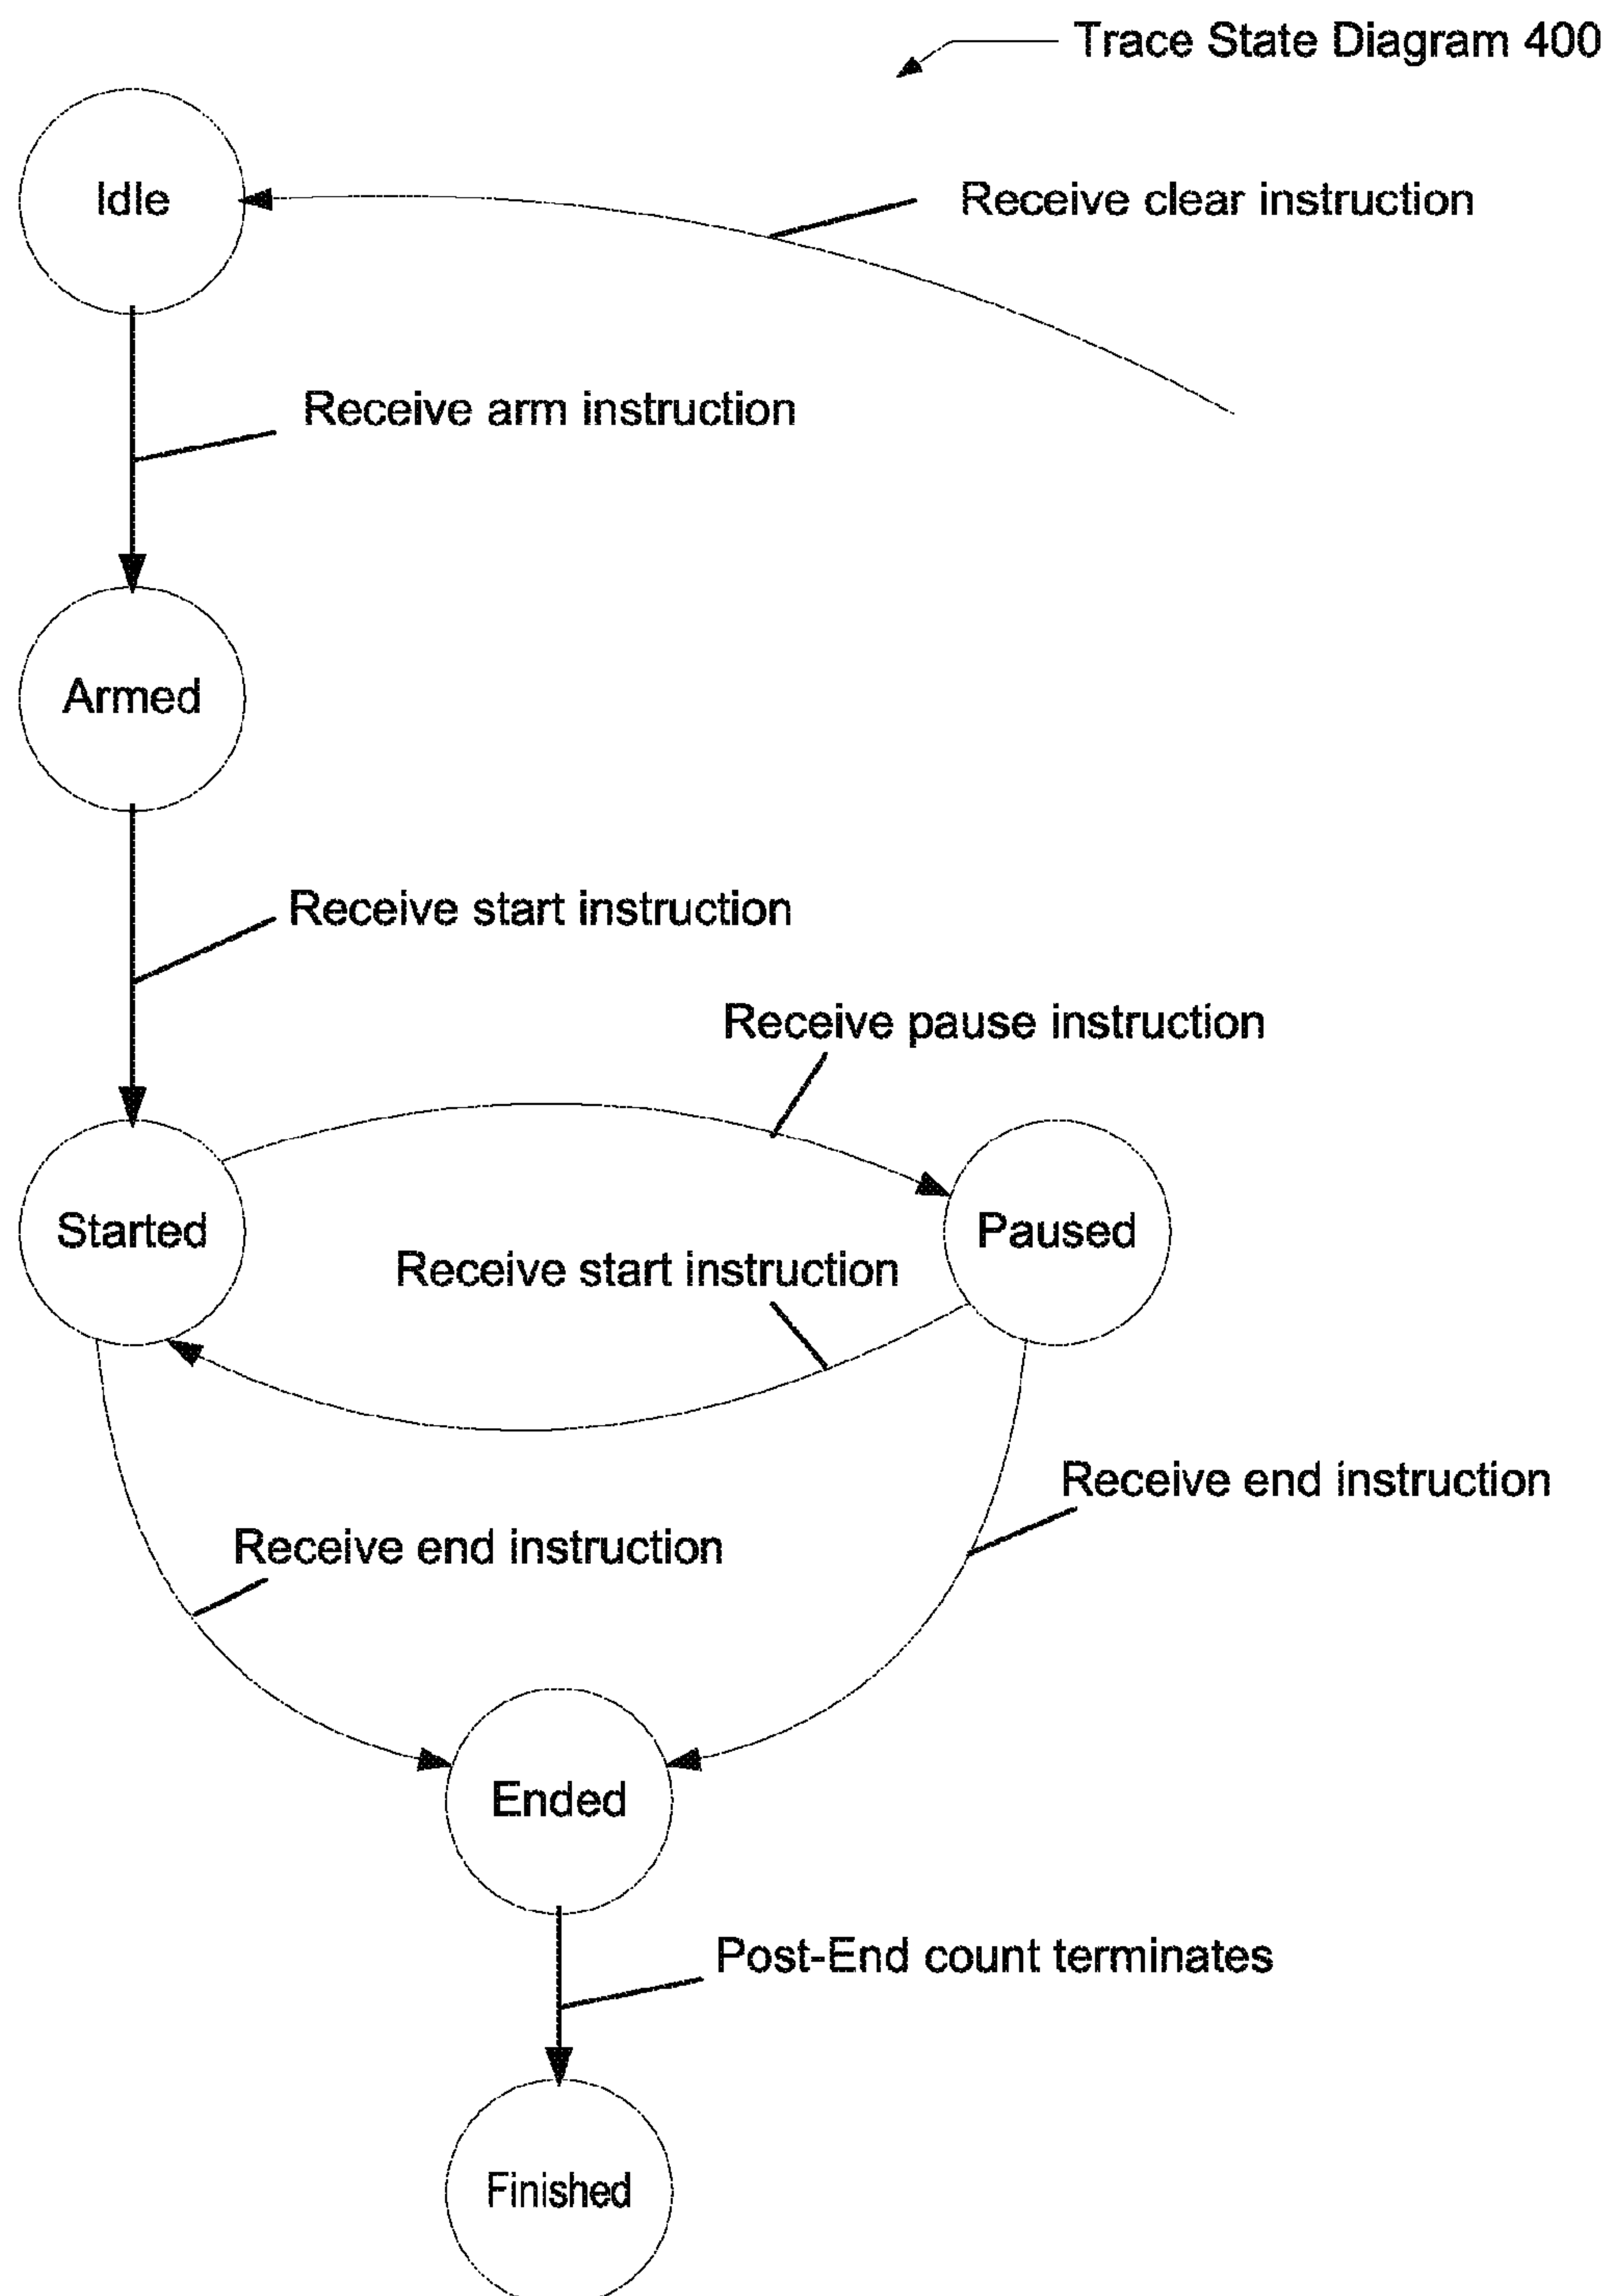 Trace State Diagram 400
Idle
Receive clear instruction
Receive arm instruction
Armed
Receive start instruction
Receive pause instruction
Started
Paused
Receive start instruction
Receive end instruction
Receive end instruction
Ended
Post-End count terminates
Finished